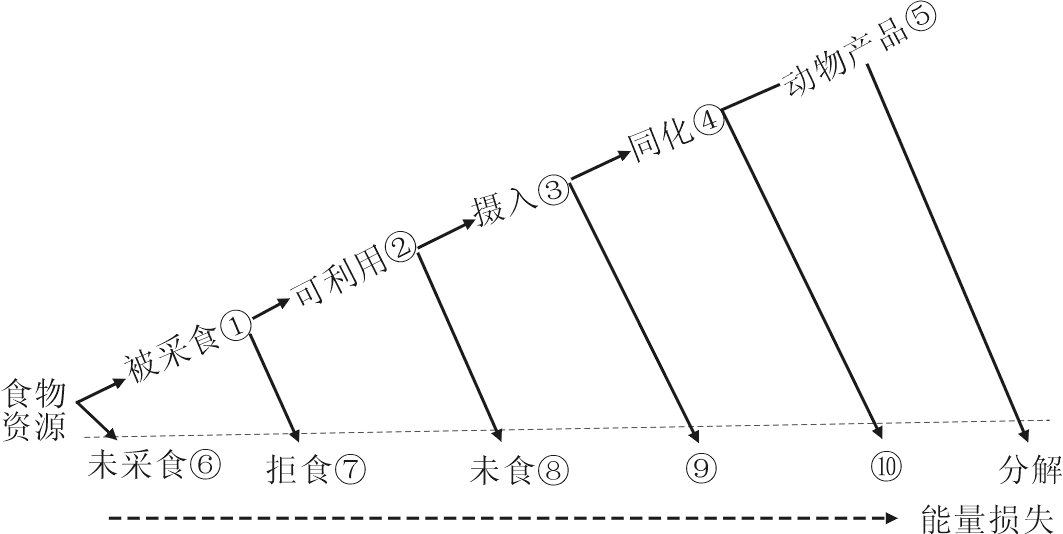 动物产品⑤
同化④
摄入③
可利用②
被采食①
食物
资源
未采食⑥
拒食⑦
未食⑧
⑨
⑩
分解
能量损失